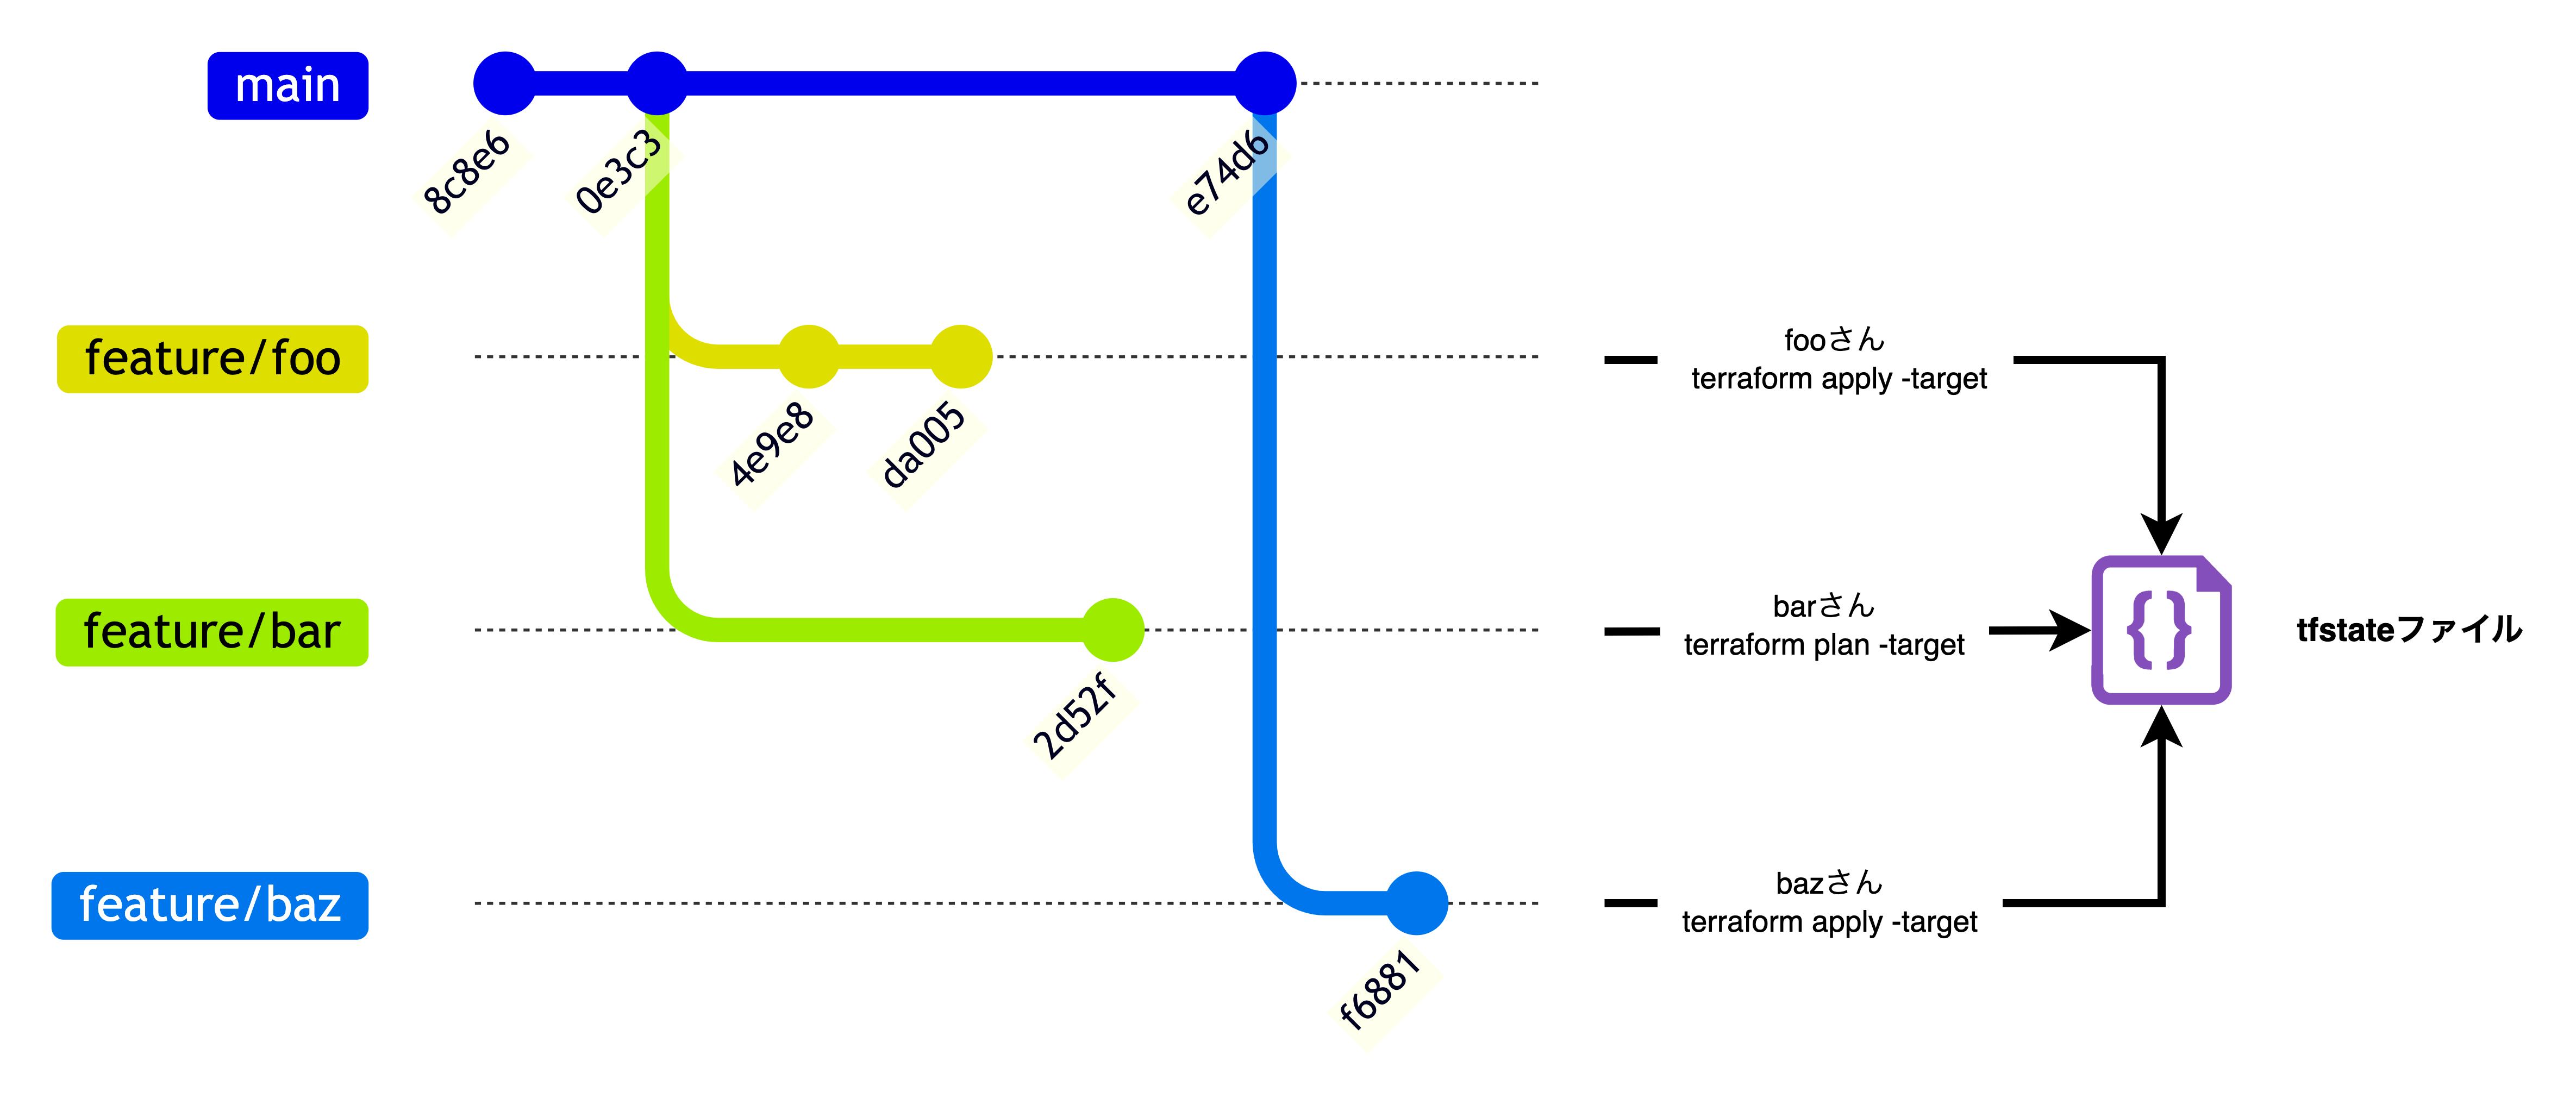 main
8c8e6
0e3c3
e74d6
feature/foo
4e9e8
da005
fooさん
terraform apply -target
feature/bar
2d52f
barさん
terraform plan -target
{}
tfstateファイル
feature/baz
f6881
bazさん
terraform apply -target